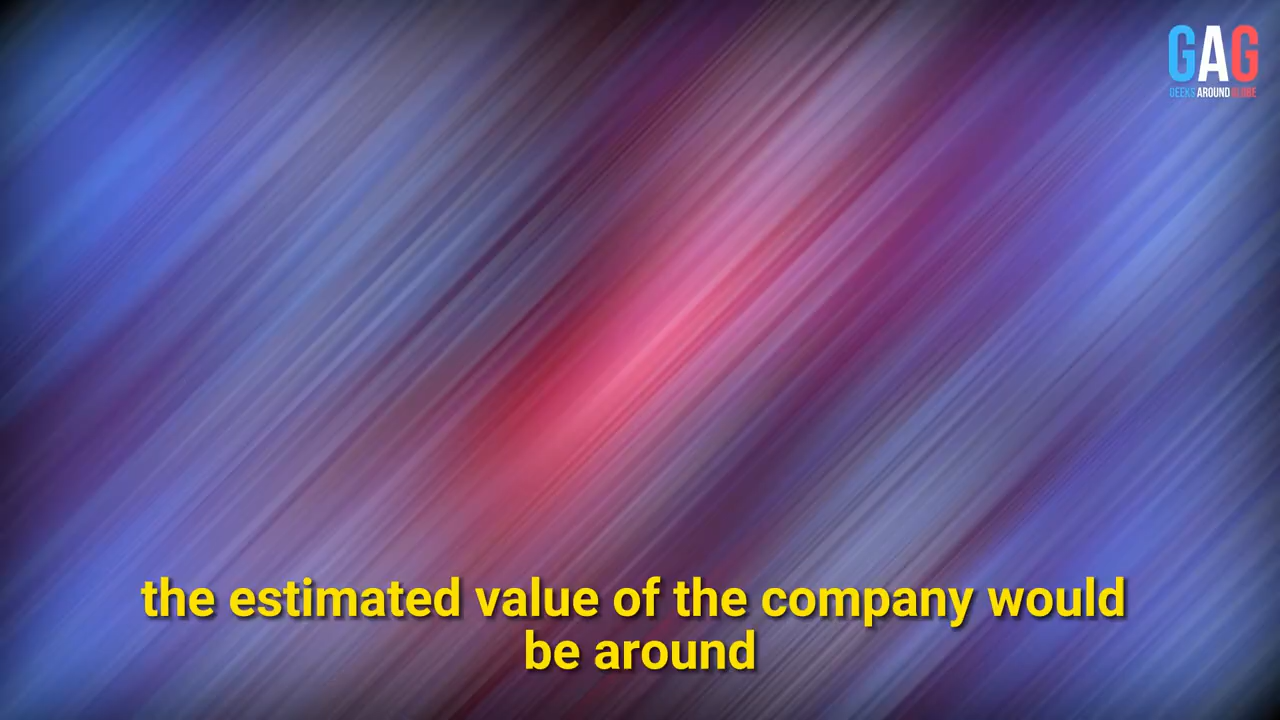 GAG
GEEKS AROUND GLOBE
the estimated value of the company would
be around